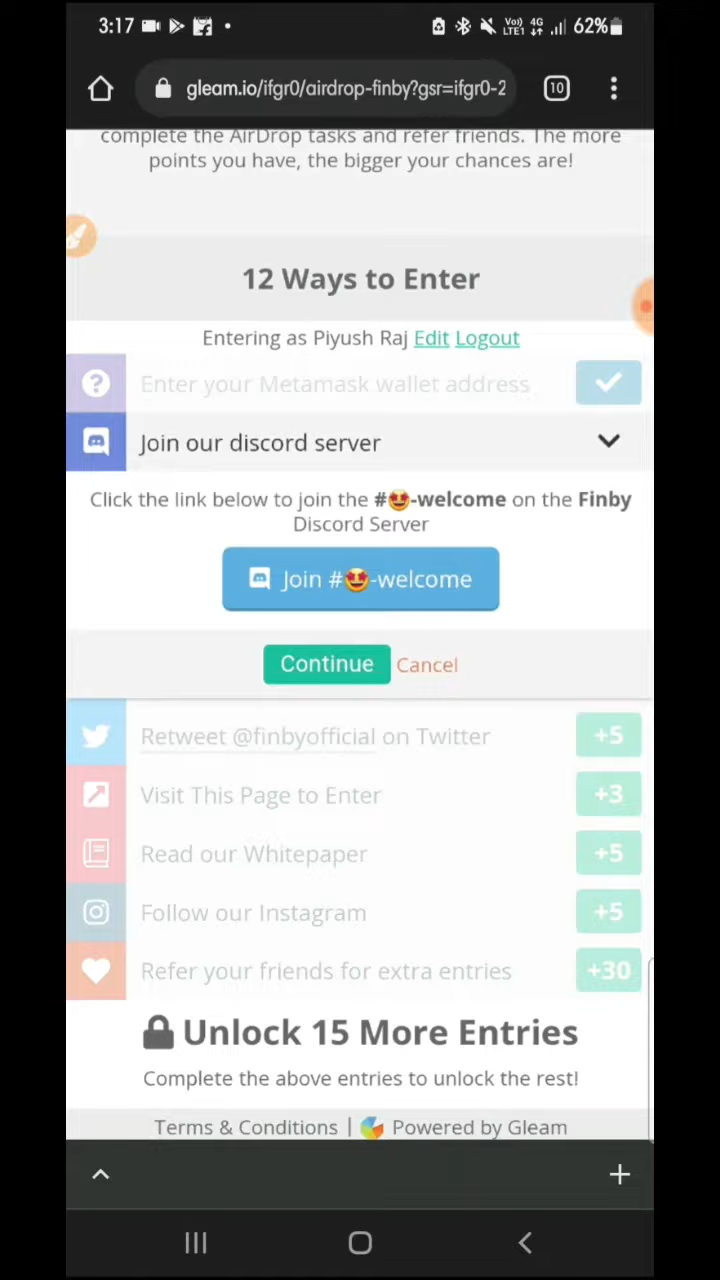 3:17
Vo)) 4G
LTE1
62%
gleam.io/ifgr0/airdrop-finby?gsr=ifgr0-2
10
complete the AirDrop tasks and refer friends. The more
points you have, the bigger your chances are!
12 Ways to Enter
Entering as Piyush Raj Edit Logout
Enter your Metamask wallet address
Join our discord server
Click the link below to join the #🤩-welcome on the Finby
Discord Server
Join #🤩-welcome
Continue Cancel
Retweet @finbyofficial on Twitter +5
Visit This Page to Enter +3
Read our Whitepaper +5
Follow our Instagram +5
Refer your friends for extra entries +30
Unlock 15 More Entries
Complete the above entries to unlock the rest!
Terms & Conditions | Powered by Gleam